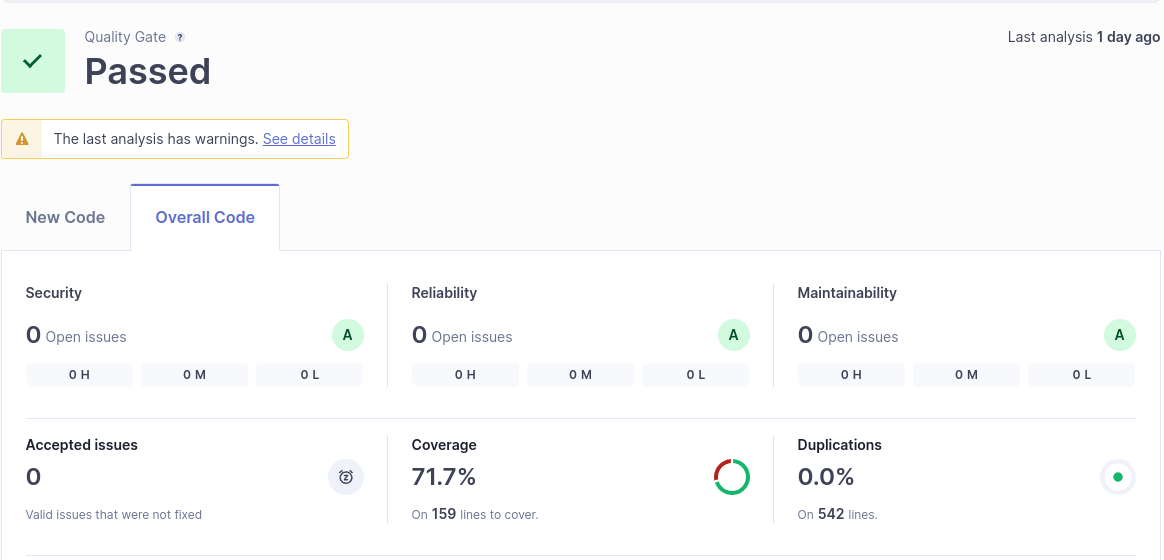 Quality Gate ?
Last analysis 1 day ago
Passed
The last analysis has warnings. See details
New Code
Overall Code
Security
Reliability
Maintainability
0 Open issues
A
0 Open issues
A
0 Open issues
A
0 H
0 M
0 L
0 H
0 M
0 L
0 H
0 M
0 L
Accepted issues
Coverage
Duplications
0
z
71.7%
0.0%
Valid issues that were not fixed
On 159 lines to cover.
On 542 lines.